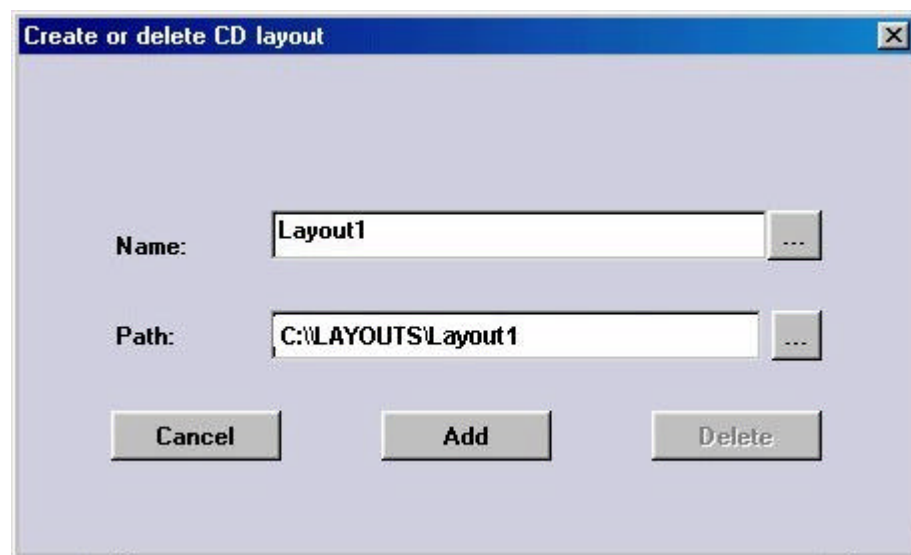 Create or delete CD layout
Name: Layout1 ...
Path: C:\\LAYOUTS\Layout1 ...
Cancel Add Delete